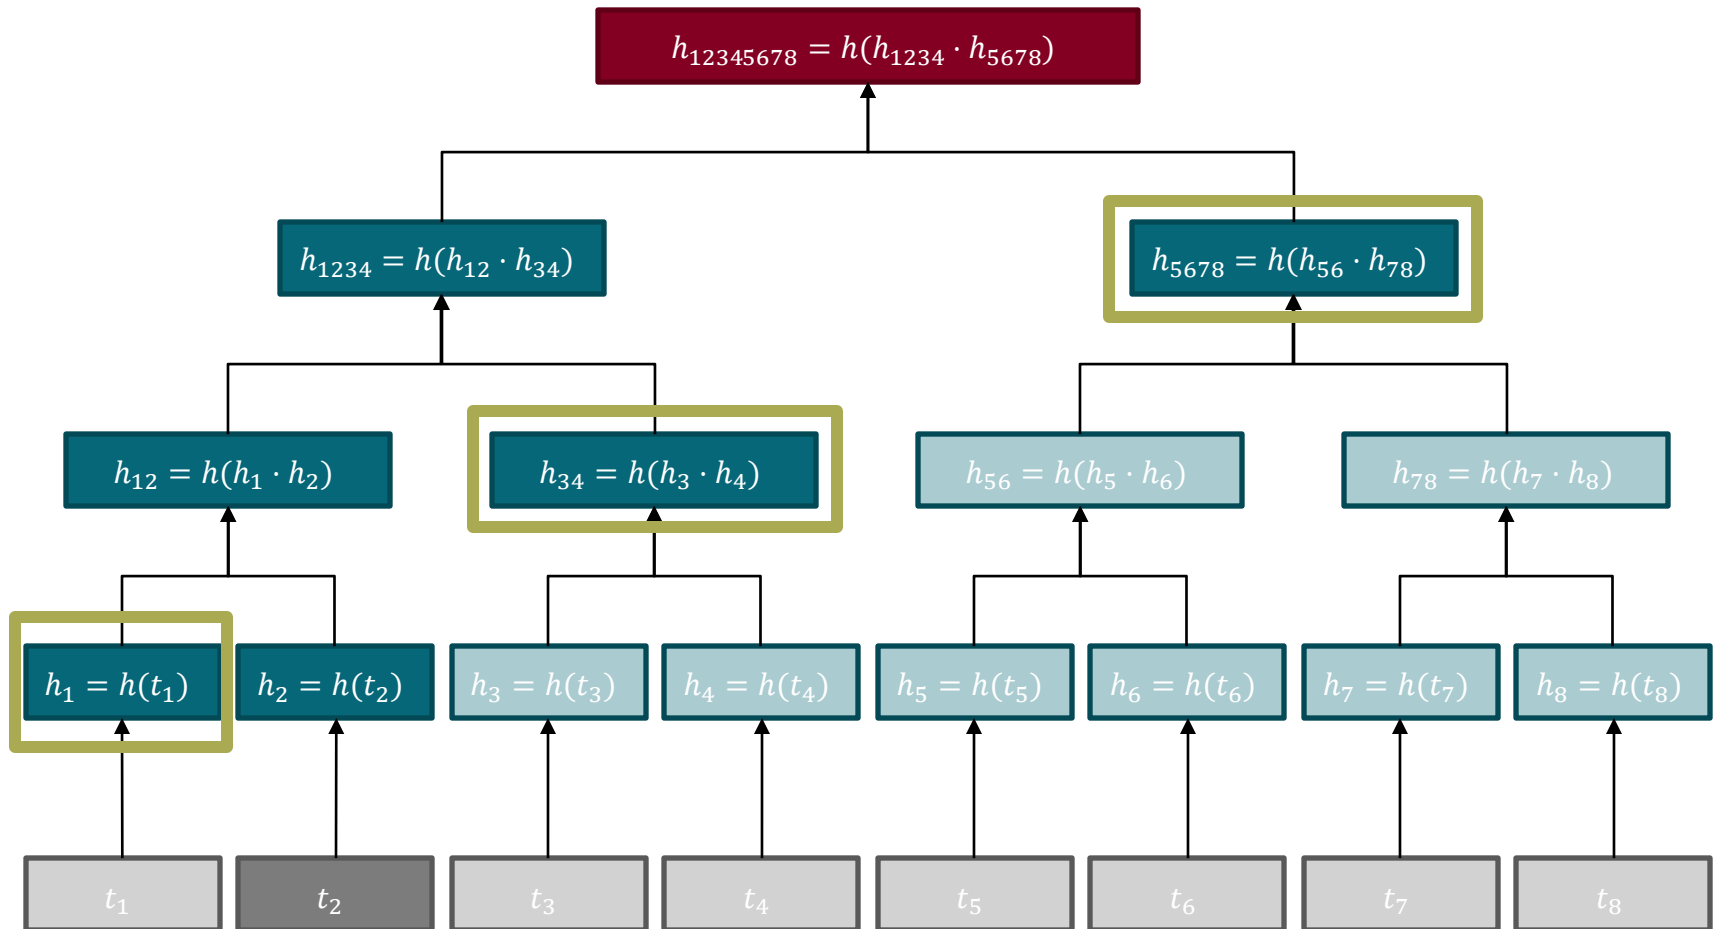 h₁₂₃₄₅₆₇₈ = h(h₁₂₃₄ · h₅₆₇₈)
h₁₂₃₄ = h(h₁₂ · h₃₄)
h₅₆₇₈ = h(h₅₆ · h₇₈)
h₁₂ = h(h₁ · h₂)
h₃₄ = h(h₃ · h₄)
h₅₆ = h(h₅ · h₆)
h₇₈ = h(h₇ · h₈)
h₁ = h(t₁)
h₂ = h(t₂)
h₃ = h(t₃)
h₄ = h(t₄)
h₅ = h(t₅)
h₆ = h(t₆)
h₇ = h(t₇)
h₈ = h(t₈)
t₁
t₂
t₃
t₄
t₅
t₆
t₇
t₈